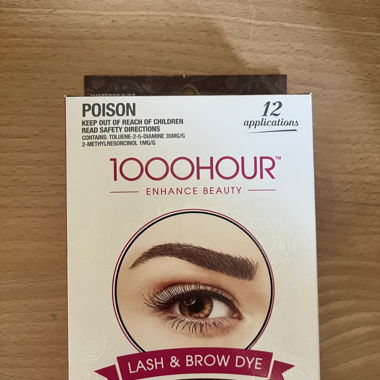 POISON
KEEP OUT OF REACH OF CHILDREN
READ SAFETY DIRECTIONS
CONTAINS: TOLUENE-2-5-DIAMINE 35MG/G
2-METHYLRESORCINOL 1MG/G
12
applications
1000HOUR™
ENHANCE BEAUTY
LASH & BROW DYE